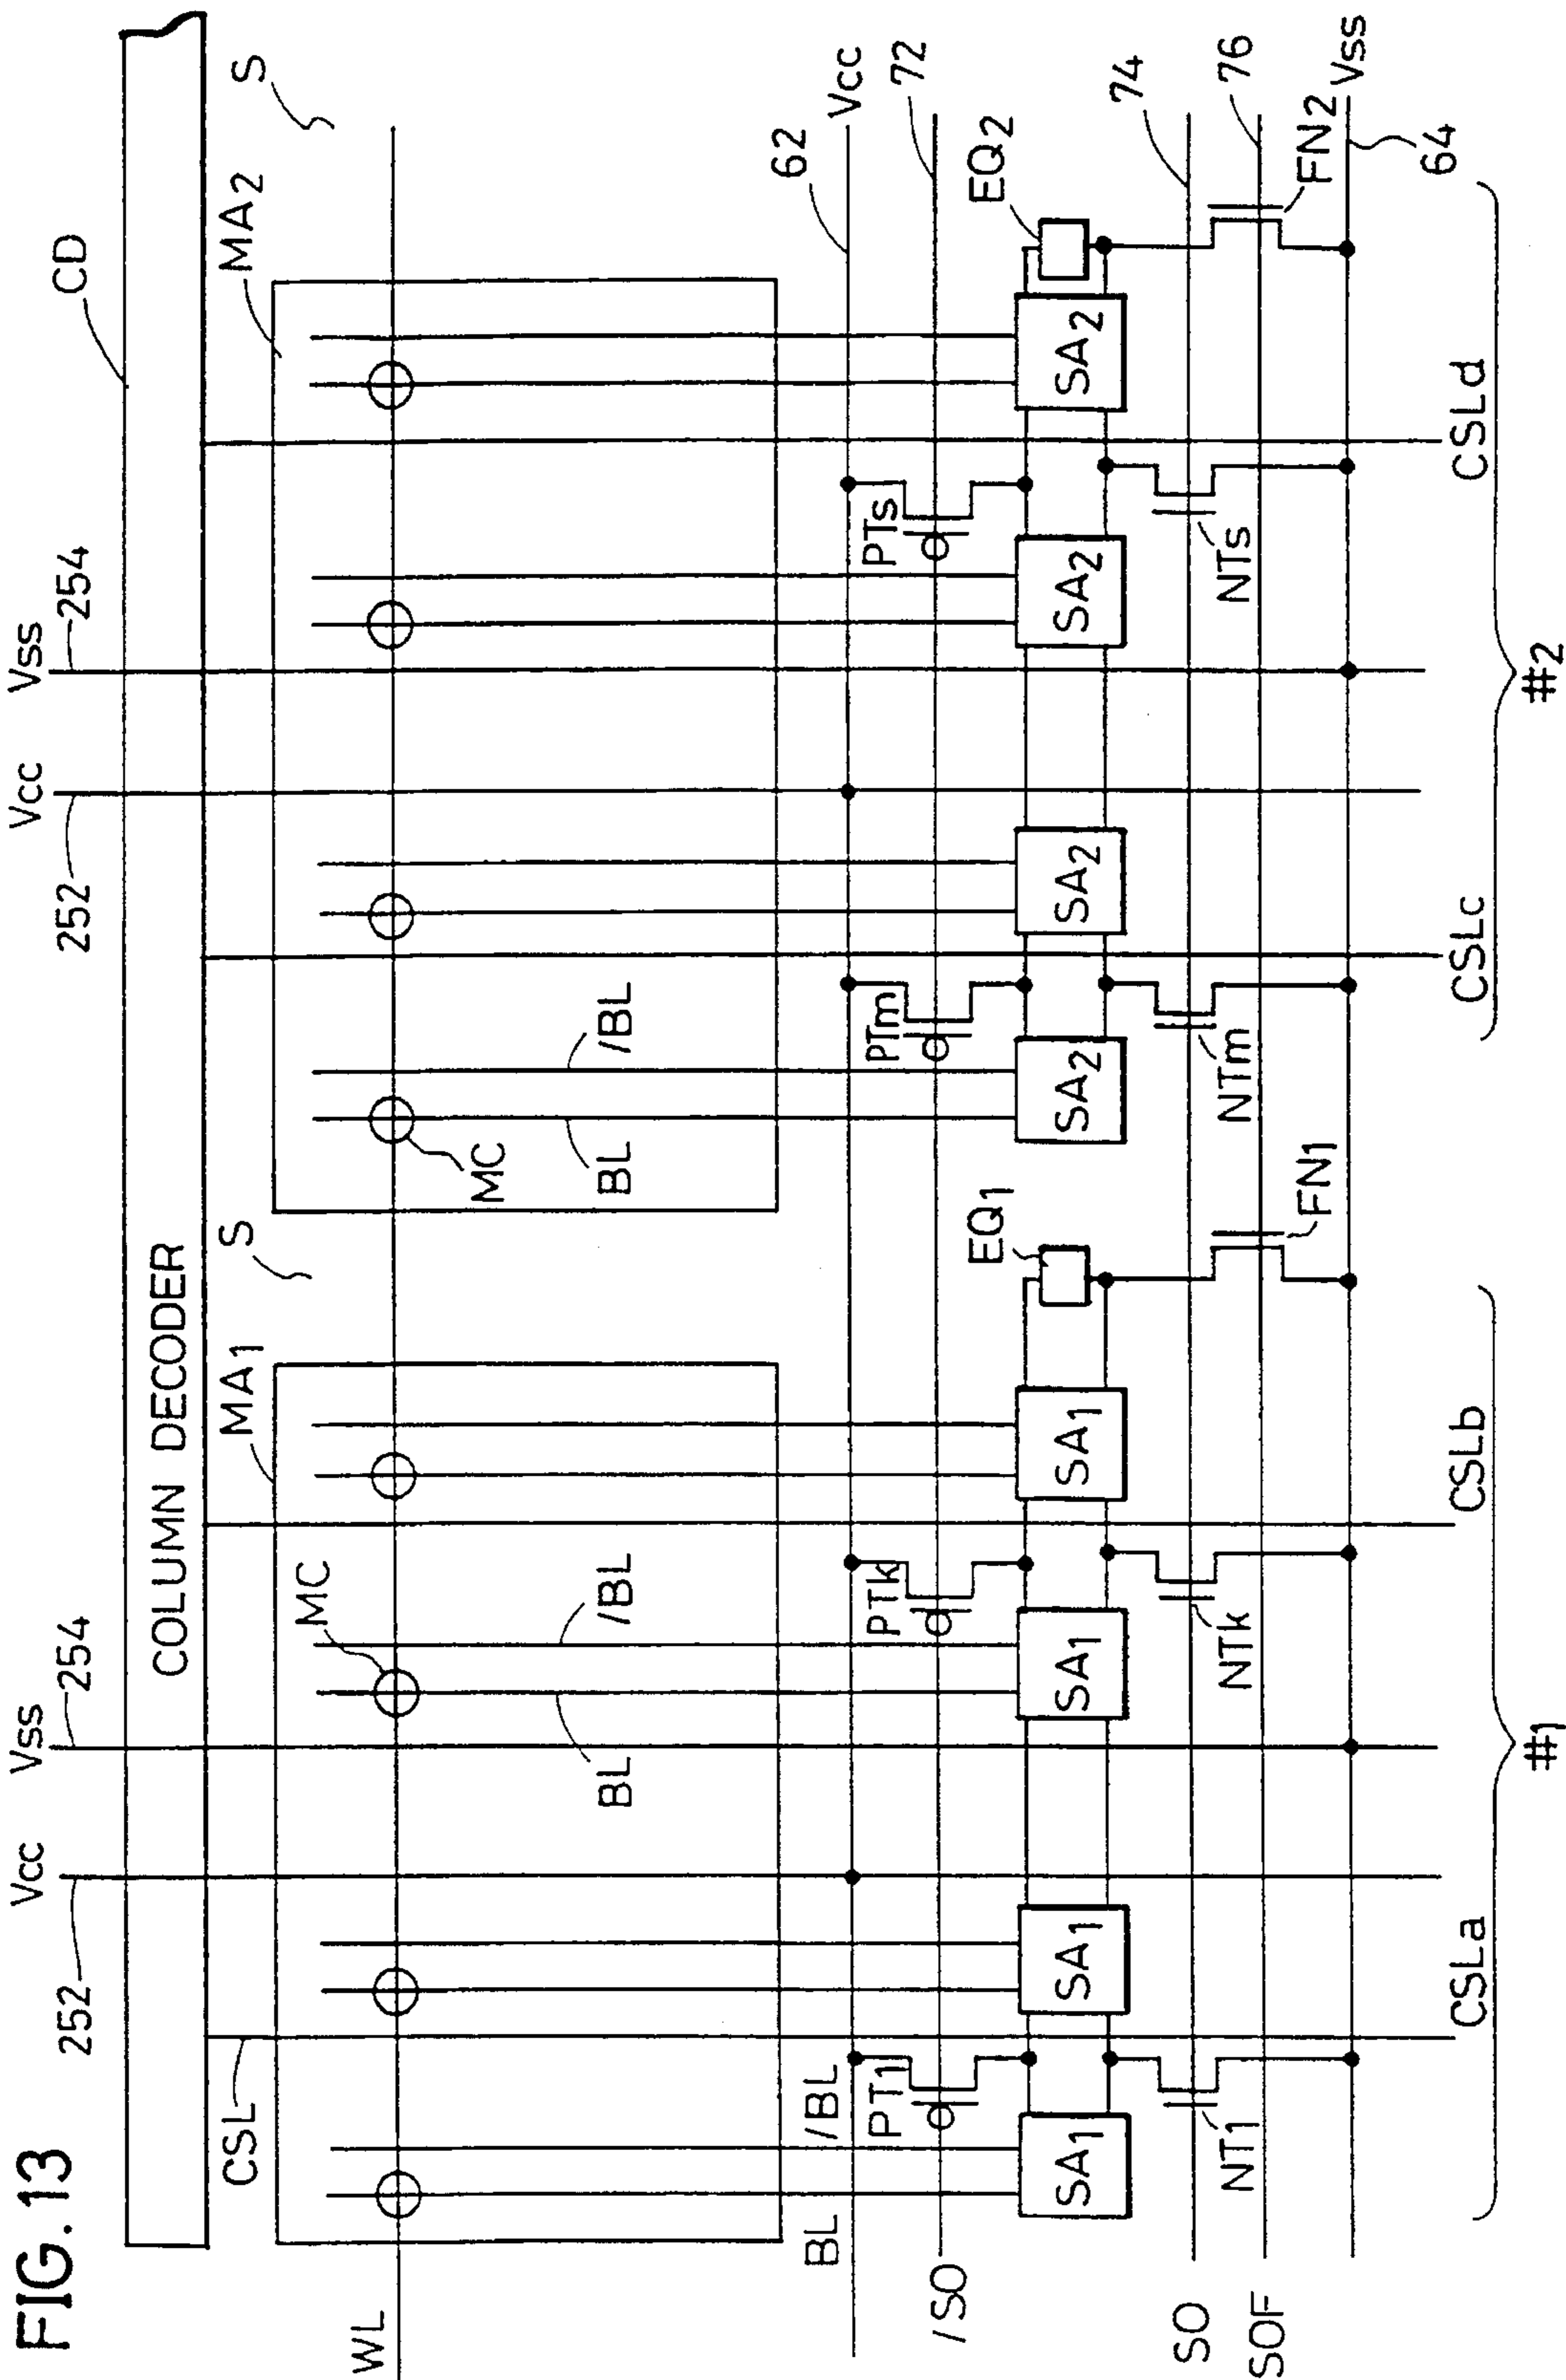 FIG. 13
252
Vcc
Vss
254
252
Vcc
Vss
254
CD
COLUMN DECODER
CSL
MA1
S
MA2
S
WL
MC
BL
/BL
MC
BL
/BL
BL
/BL
62
Vcc
72
/SO
PT1
PTk
PTm
PTs
EQ1
EQ2
SA1
SA1
SA1
SA1
SA2
SA2
SA2
SA2
74
SO
76
SOF
NT1
NTk
FN1
NTm
NTs
FN2
Vss
64
CSLa
CSLb
CSLc
CSLd
#1
#2